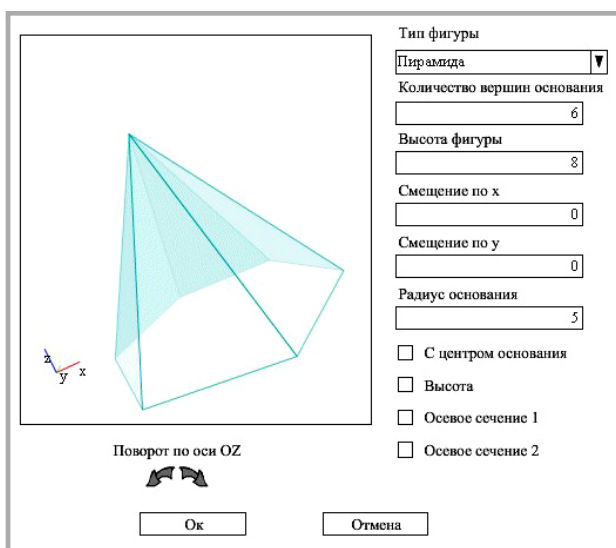 Тип фигуры
Пирамида
Количество вершин основания
6
Высота фигуры
8
Смещение по x
0
Смещение по y
0
Радиус основания
5
С центром основания
Высота
Осевое сечение 1
Осевое сечение 2
z
y
x
Поворот по оси OZ
Ок
Отмена